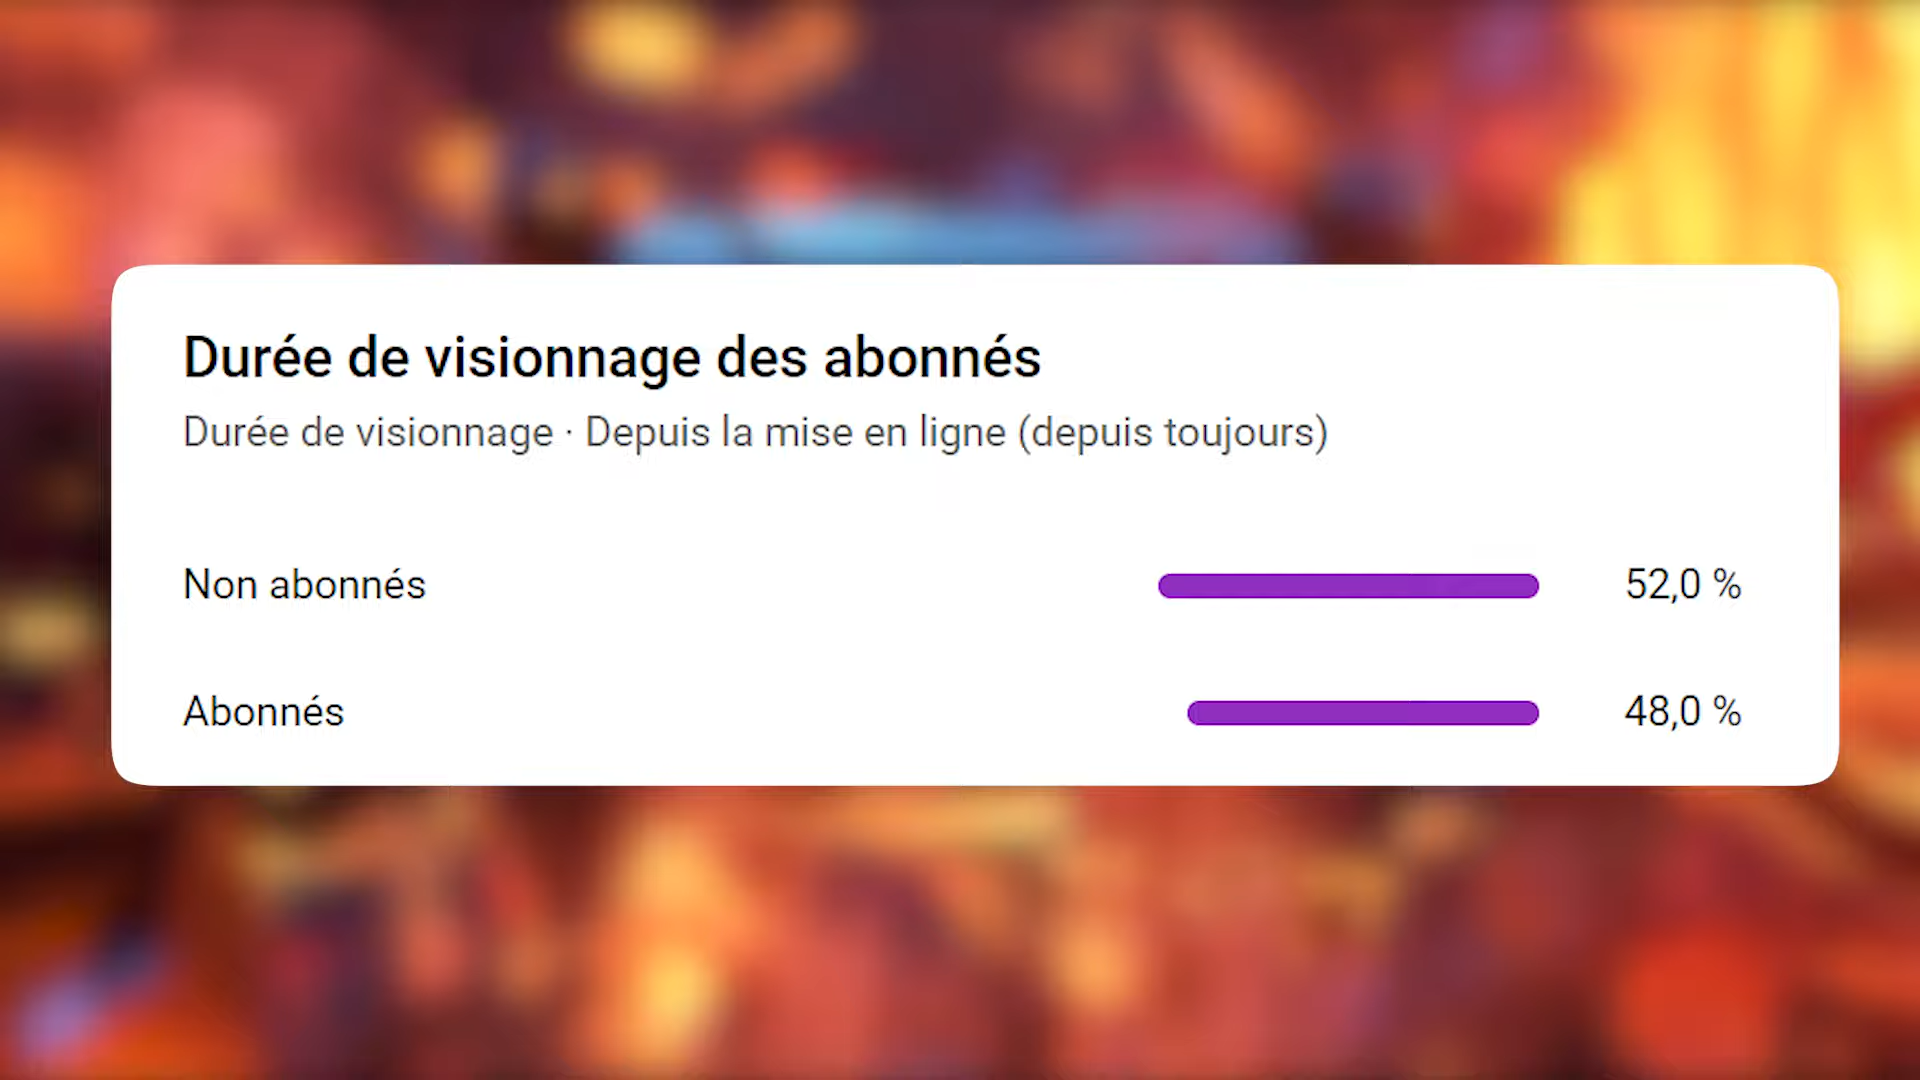 Durée de visionnage des abonnés
Durée de visionnage · Depuis la mise en ligne (depuis toujours)
Non abonnés 52,0 %
Abonnés 48,0 %